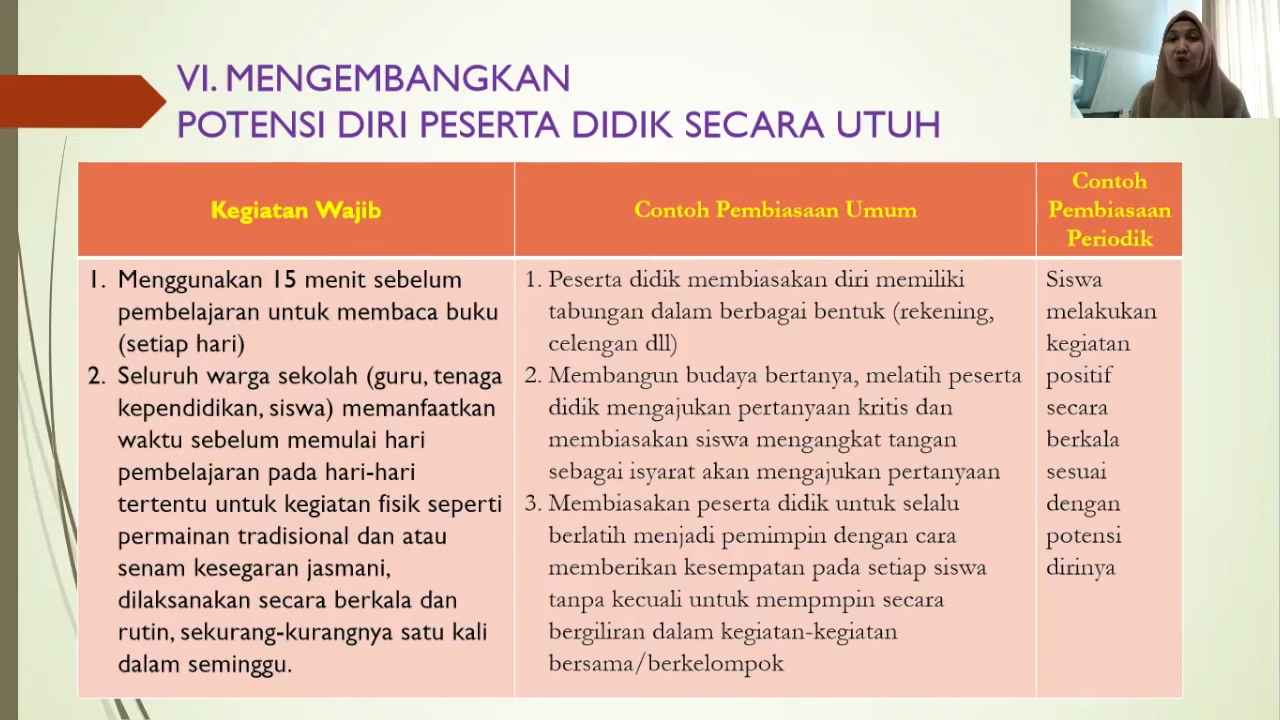 VI. MENGEMBANGKAN
POTENSI DIRI PESERTA DIDIK SECARA UTUH
Kegiatan Wajib
Contoh Pembiasaan Umum
Contoh
Pembiasaan
Periodik
1. Menggunakan 15 menit sebelum
pembelajaran untuk membaca buku
(setiap hari)
2. Seluruh warga sekolah (guru, tenaga
kependidikan, siswa) memanfaatkan
waktu sebelum memulai hari
pembelajaran pada hari-hari
tertentu untuk kegiatan fisik seperti
permainan tradisional dan atau
senam kesegaran jasmani,
dilaksanakan secara berkala dan
rutin, sekurang-kurangnya satu kali
dalam seminggu.
1. Peserta didik membiasakan diri memiliki
tabungan dalam berbagai bentuk (rekening,
celengan dll)
2. Membangun budaya bertanya, melatih peserta
didik mengajukan pertanyaan kritis dan
membiasakan siswa mengangkat tangan
sebagai isyarat akan mengajukan pertanyaan
3. Membiasakan peserta didik untuk selalu
berlatih menjadi pemimpin dengan cara
memberikan kesempatan pada setiap siswa
tanpa kecuali untuk mempmpin secara
bergiliran dalam kegiatan-kegiatan
bersama/berkelompok
Siswa
melakukan
kegiatan
positif
secara
berkala
sesuai
dengan
potensi
dirinya